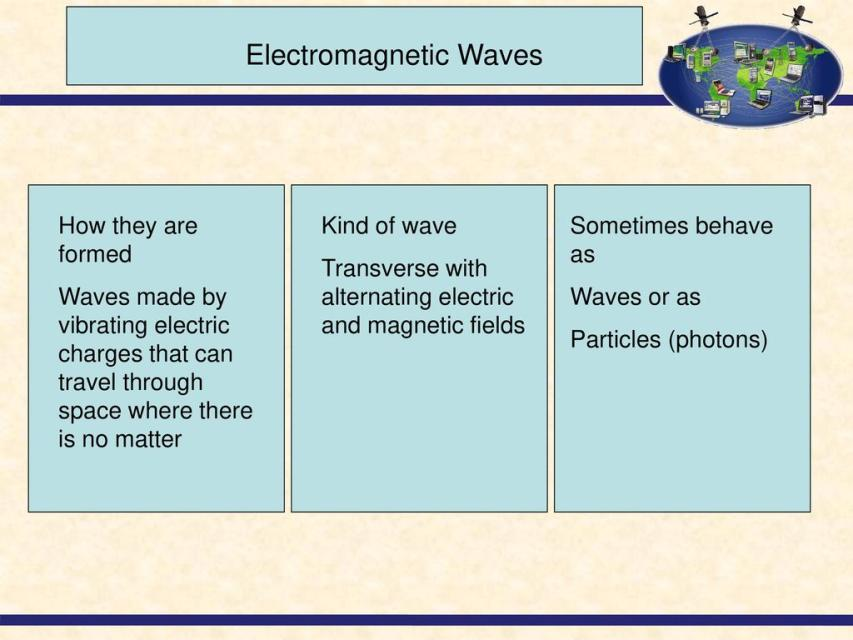 Electromagnetic Waves
How they are
formed
Waves made by
vibrating electric
charges that can
travel through
space where there
is no matter
Kind of wave
Transverse with
alternating electric
and magnetic fields
Sometimes behave
as
Waves or as
Particles (photons)